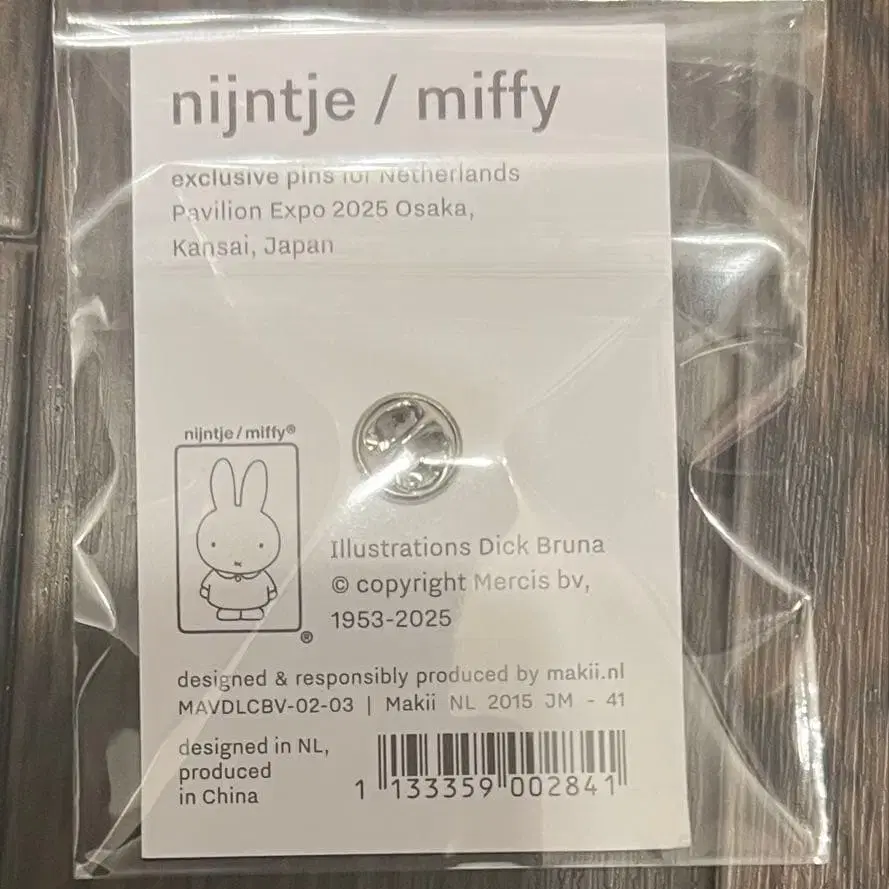 nijntje / miffy
exclusive pins for Netherlands
Pavilion Expo 2025 Osaka,
Kansai, Japan
nijntje/miffy®
®
Illustrations Dick Bruna
© copyright Mercis bv,
1953-2025
designed & responsibly produced by makii.nl
MAVDLCBV-02-03 | Makii NL 2015 JM - 41
designed in NL,
produced
in China
1 133359 002841